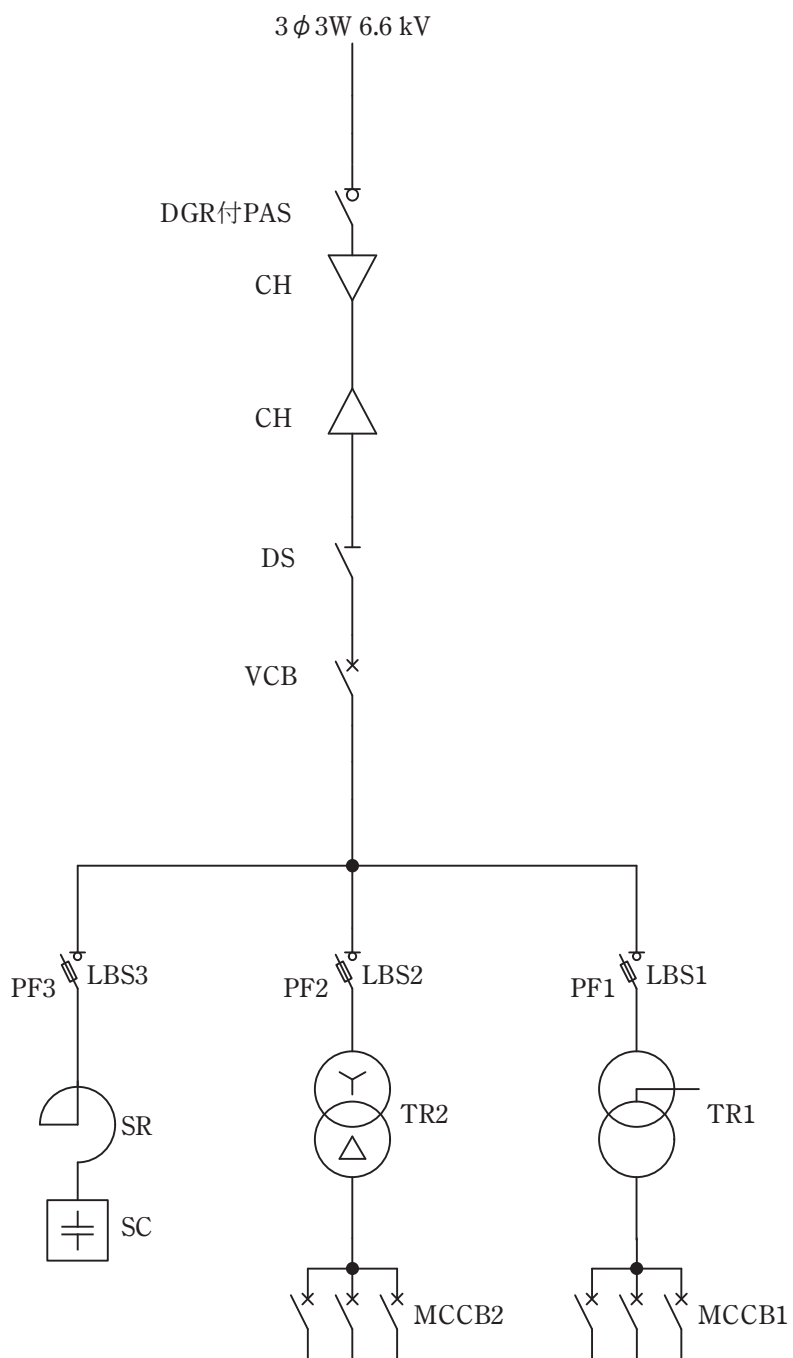 3φ3W 6.6 kV
DGR付PAS
CH
CH
DS
VCB
PF3 LBS3
PF2 LBS2
PF1 LBS1
SR
TR2
TR1
SC
MCCB2
MCCB1